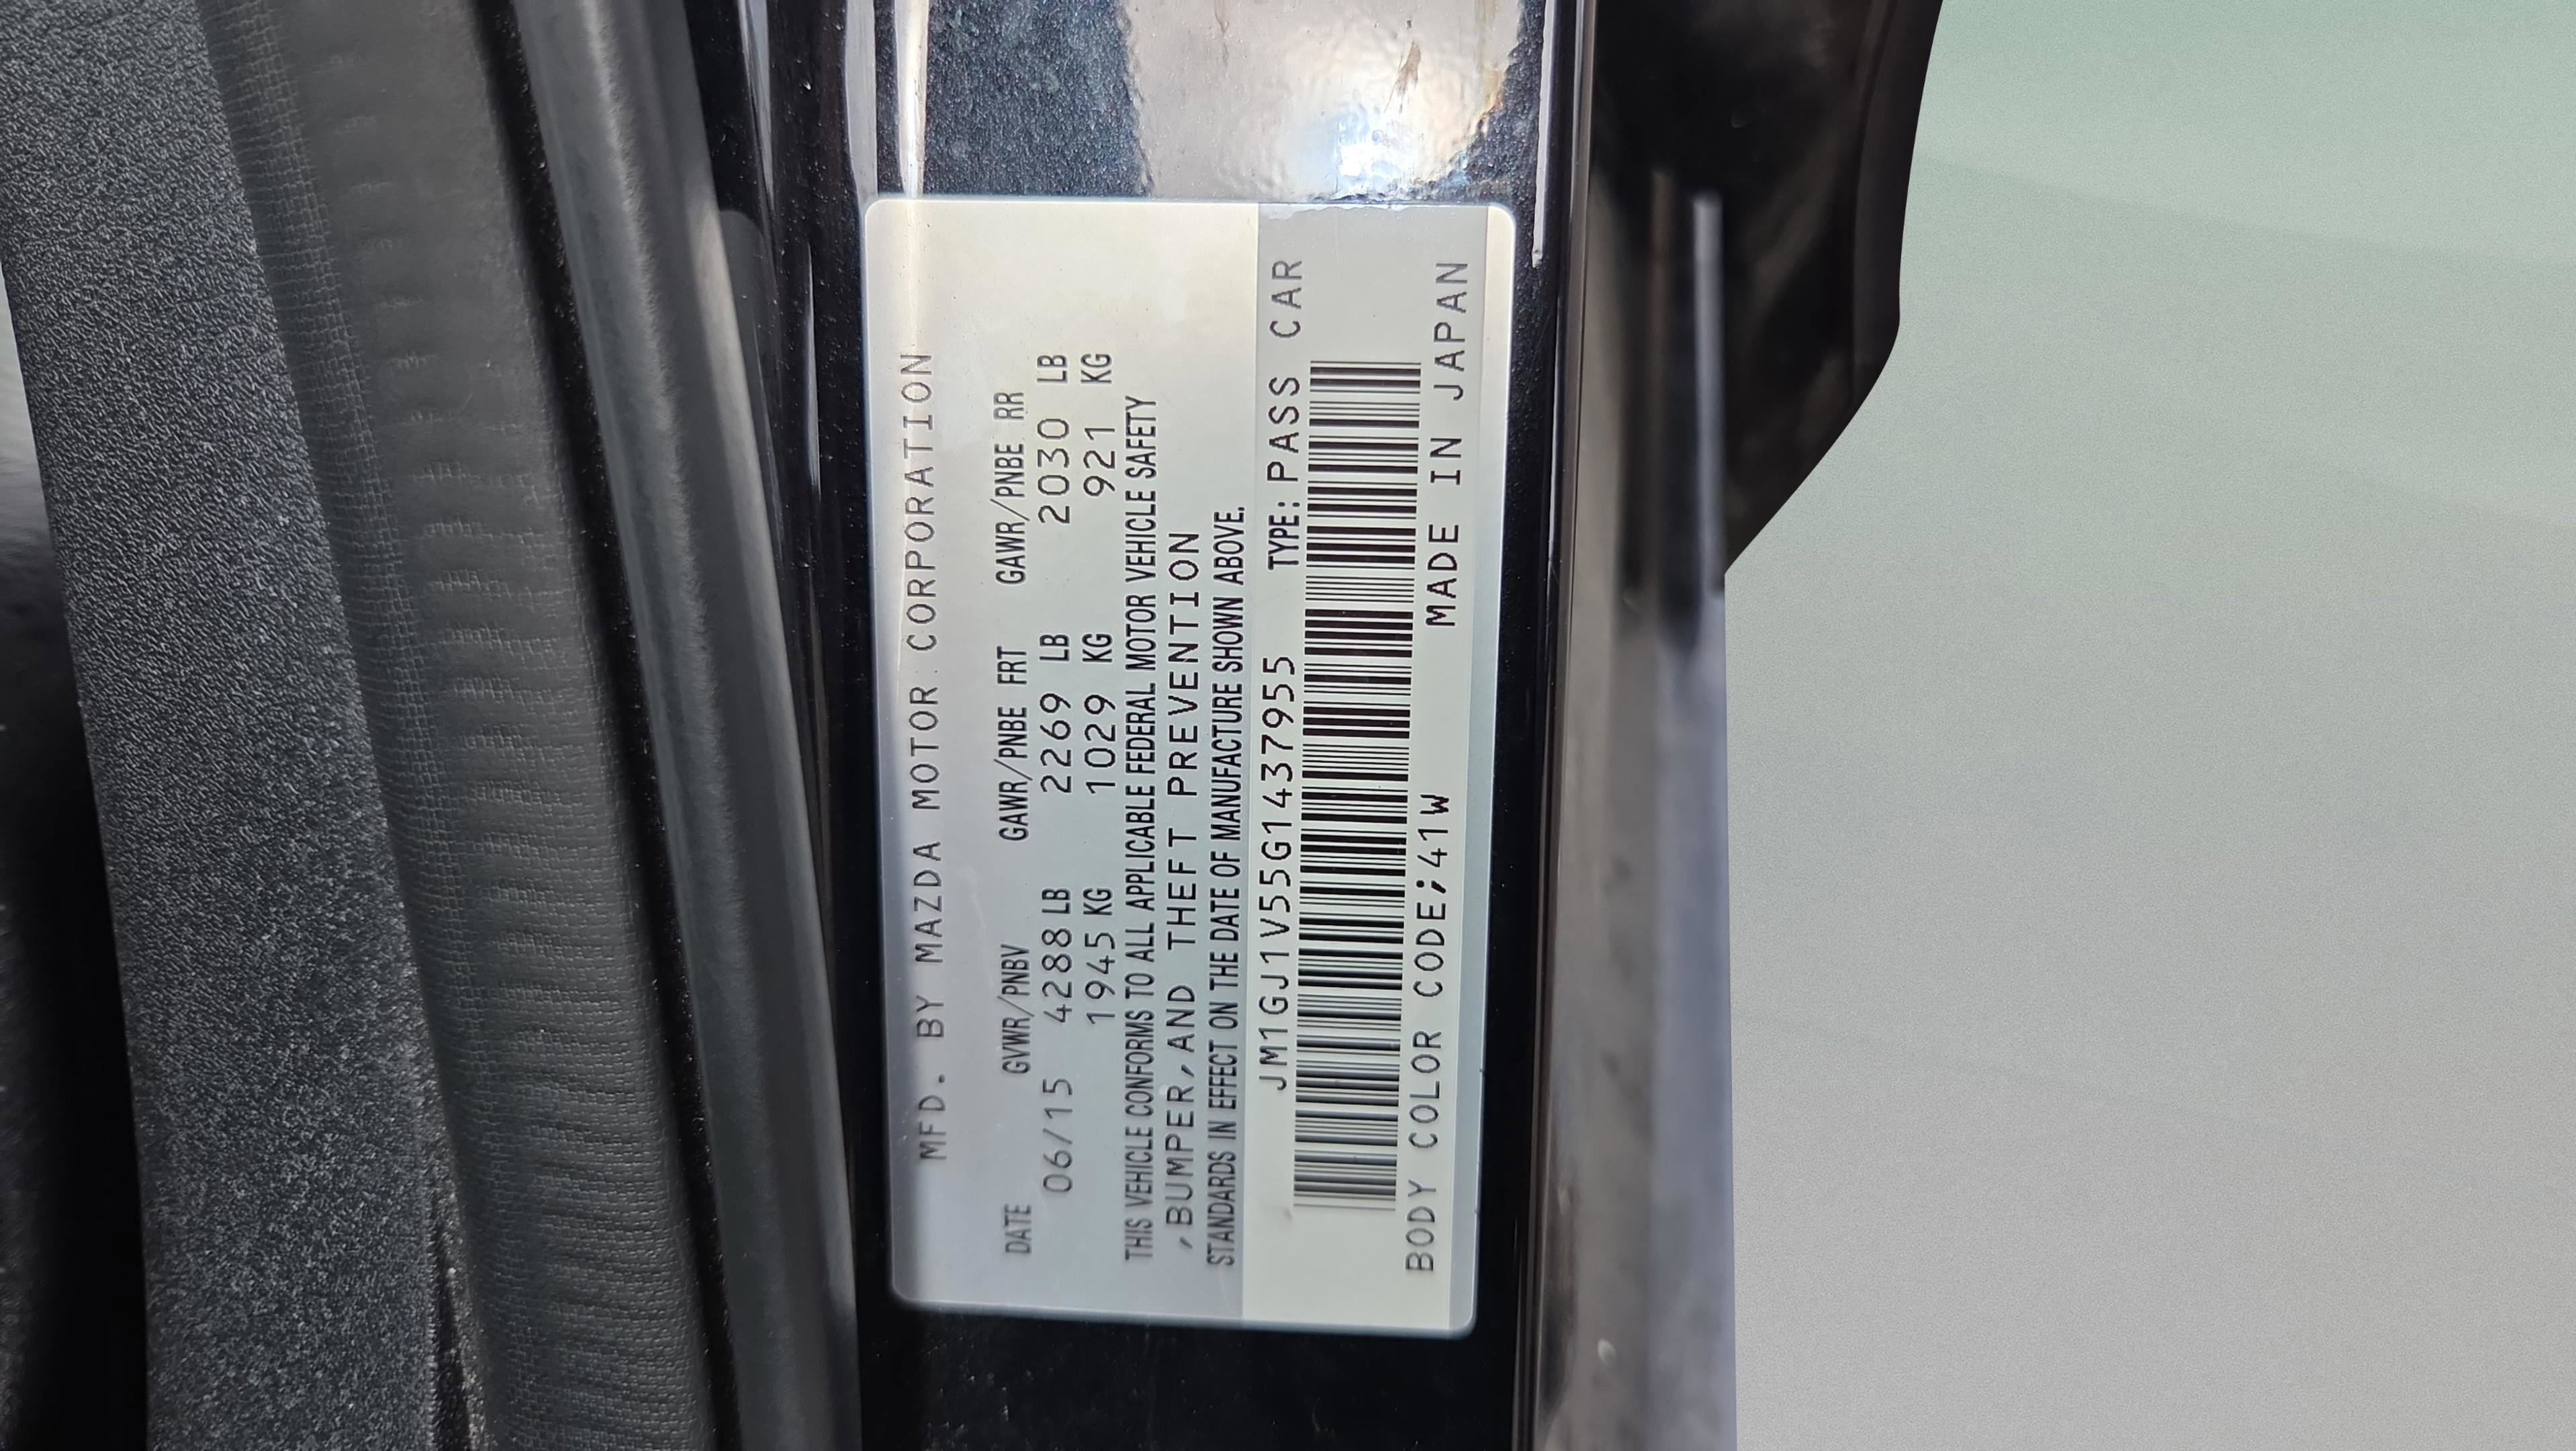 MFD. BY MAZDA MOTOR CORPORATION
DATE GVWR/PNBV GAWR/PNBE FRT GAWR/PNBE RR
06/15 4288 LB 2269 LB 2030 LB
1945 KG 1029 KG 921 KG
THIS VEHICLE CONFORMS TO ALL APPLICABLE FEDERAL MOTOR VEHICLE SAFETY
,BUMPER,AND THEFT PREVENTION
STANDARDS IN EFFECT ON THE DATE OF MANUFACTURE SHOWN ABOVE.
JM1GJ1V55G1437955 TYPE: PASS CAR
BODY COLOR CODE;41W MADE IN JAPAN